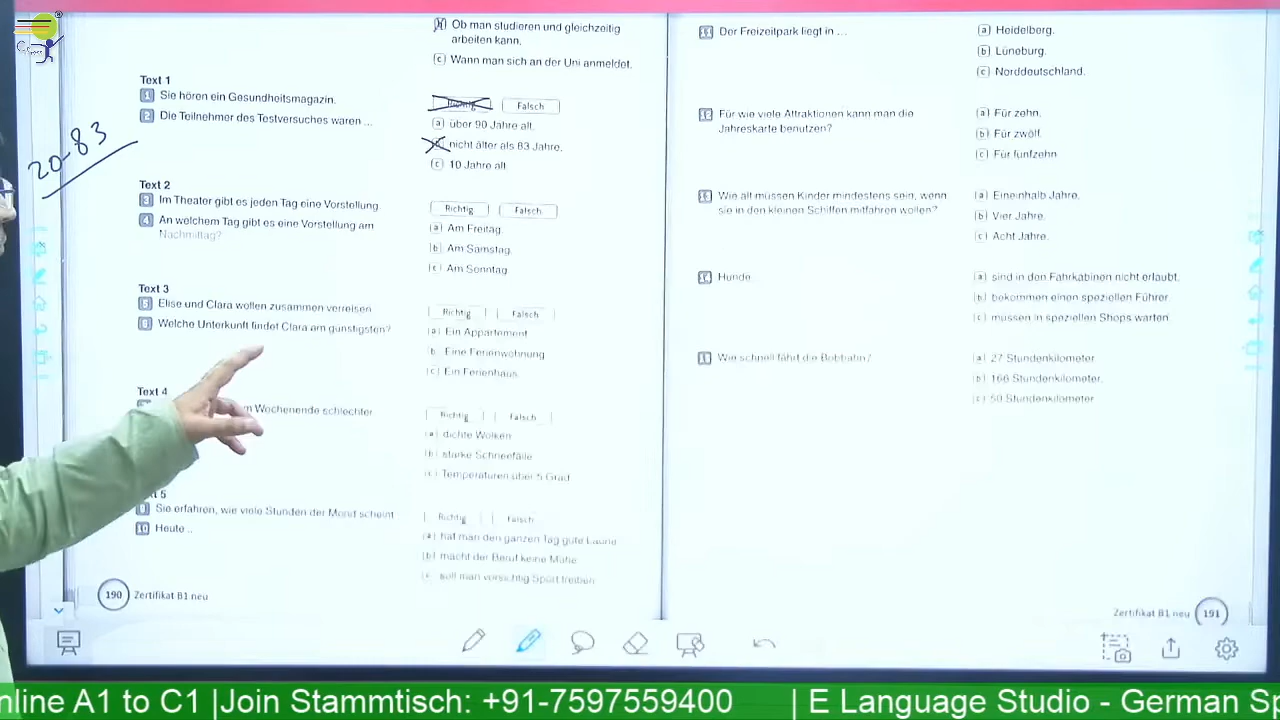 Ob man studieren und gleichzeitig
arbeiten kann.
c Wann man sich an der Uni anmeldet.
Text 1
1 Sie hören ein Gesundheitsmagazin.
Richtig Falsch
2 Die Teilnehmer des Testversuches waren ...
a über 90 Jahre alt.
nicht älter als 83 Jahre.
c 10 Jahre alt
20-83
Text 2
3 Im Theater gibt es jeden Tag eine Vorstellung.
Richtig Falsch
4 An welchem Tag gibt es eine Vorstellung am
Nachmittag?
a Am Freitag.
b Am Samstag.
c Am Sonntag
Text 3
5 Elise und Clara wollen zusammen verreisen
Richtig Falsch
6 Welche Unterkunft findet Clara am günstigsten?
a Ein Appartement
b Eine Ferienwohnung
c Ein Ferienhaus.
Text 4
m Wochenende schlechter
Richtig Falsch
a dichte Wolken
b starke Schneefälle
c Temperaturen über 5 Grad
5
9 Sie erfahren, wie viele Stunden der Mond scheint
Richtig Falsch
10 Heute ..
a hat man den ganzen Tag gute Laune
b macht der Beruf keine Mühe
c soll man vorsichtig Sport treiben
190 Zertifikat B1 neu
Der Freizeitpark liegt in ...
a Heidelberg.
b Lüneburg.
c Norddeutschland.
Für wie viele Attraktionen kann man die
Jahreskarte benutzen?
a Für zehn.
b Für zwölf.
c Für fünfzehn
Wie alt müssen Kinder mindestens sein, wenn
sie in den kleinen Schiffen mitfahren wollen?
a Eineinhalb Jahre.
b Vier Jahre.
c Acht Jahre.
Hunde
a sind in den Fahrkabinen nicht erlaubt.
b bekommen einen speziellen Führer.
c müssen in speziellen Shops warten
Wie schnell fährt die Bobbahn?
a 27 Stundenkilometer
b 166 Stundenkilometer.
c 50 Stundenkilometer
Zertifikat B1 neu 191
nline A1 to C1 |Join Stammtisch: +91-7597559400 | E Language Studio - German Sp